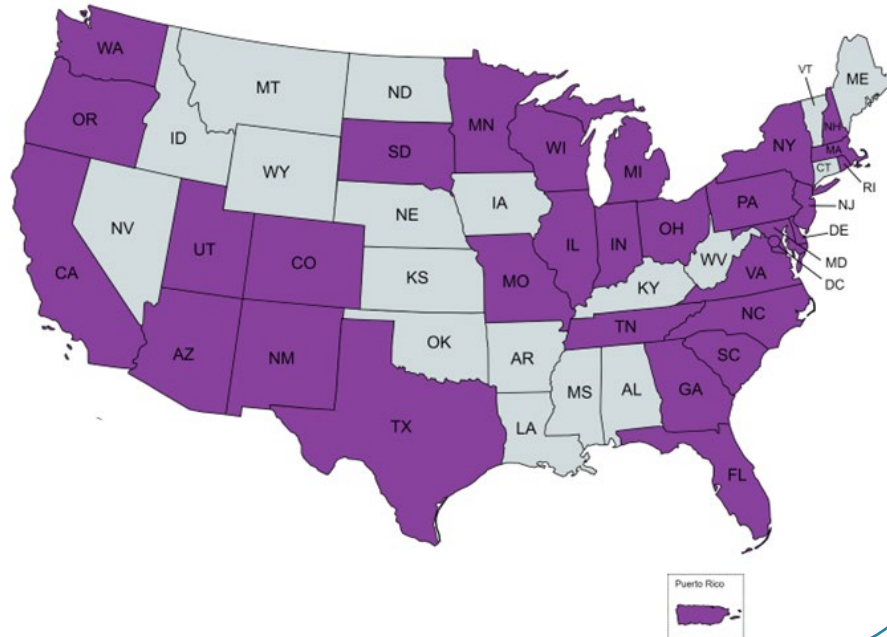 WA
MT
ND
MN
VT
ME
OR
ID
SD
WI
NY
NH
MA
WY
MI
CT
RI
IA
PA
NJ
NE
NV
OH
DE
UT
IL
IN
CA
CO
WV
MD
KS
MO
VA
DC
KY
NC
TN
OK
AZ
NM
AR
SC
MS
AL
GA
TX
LA
FL
Puerto Rico